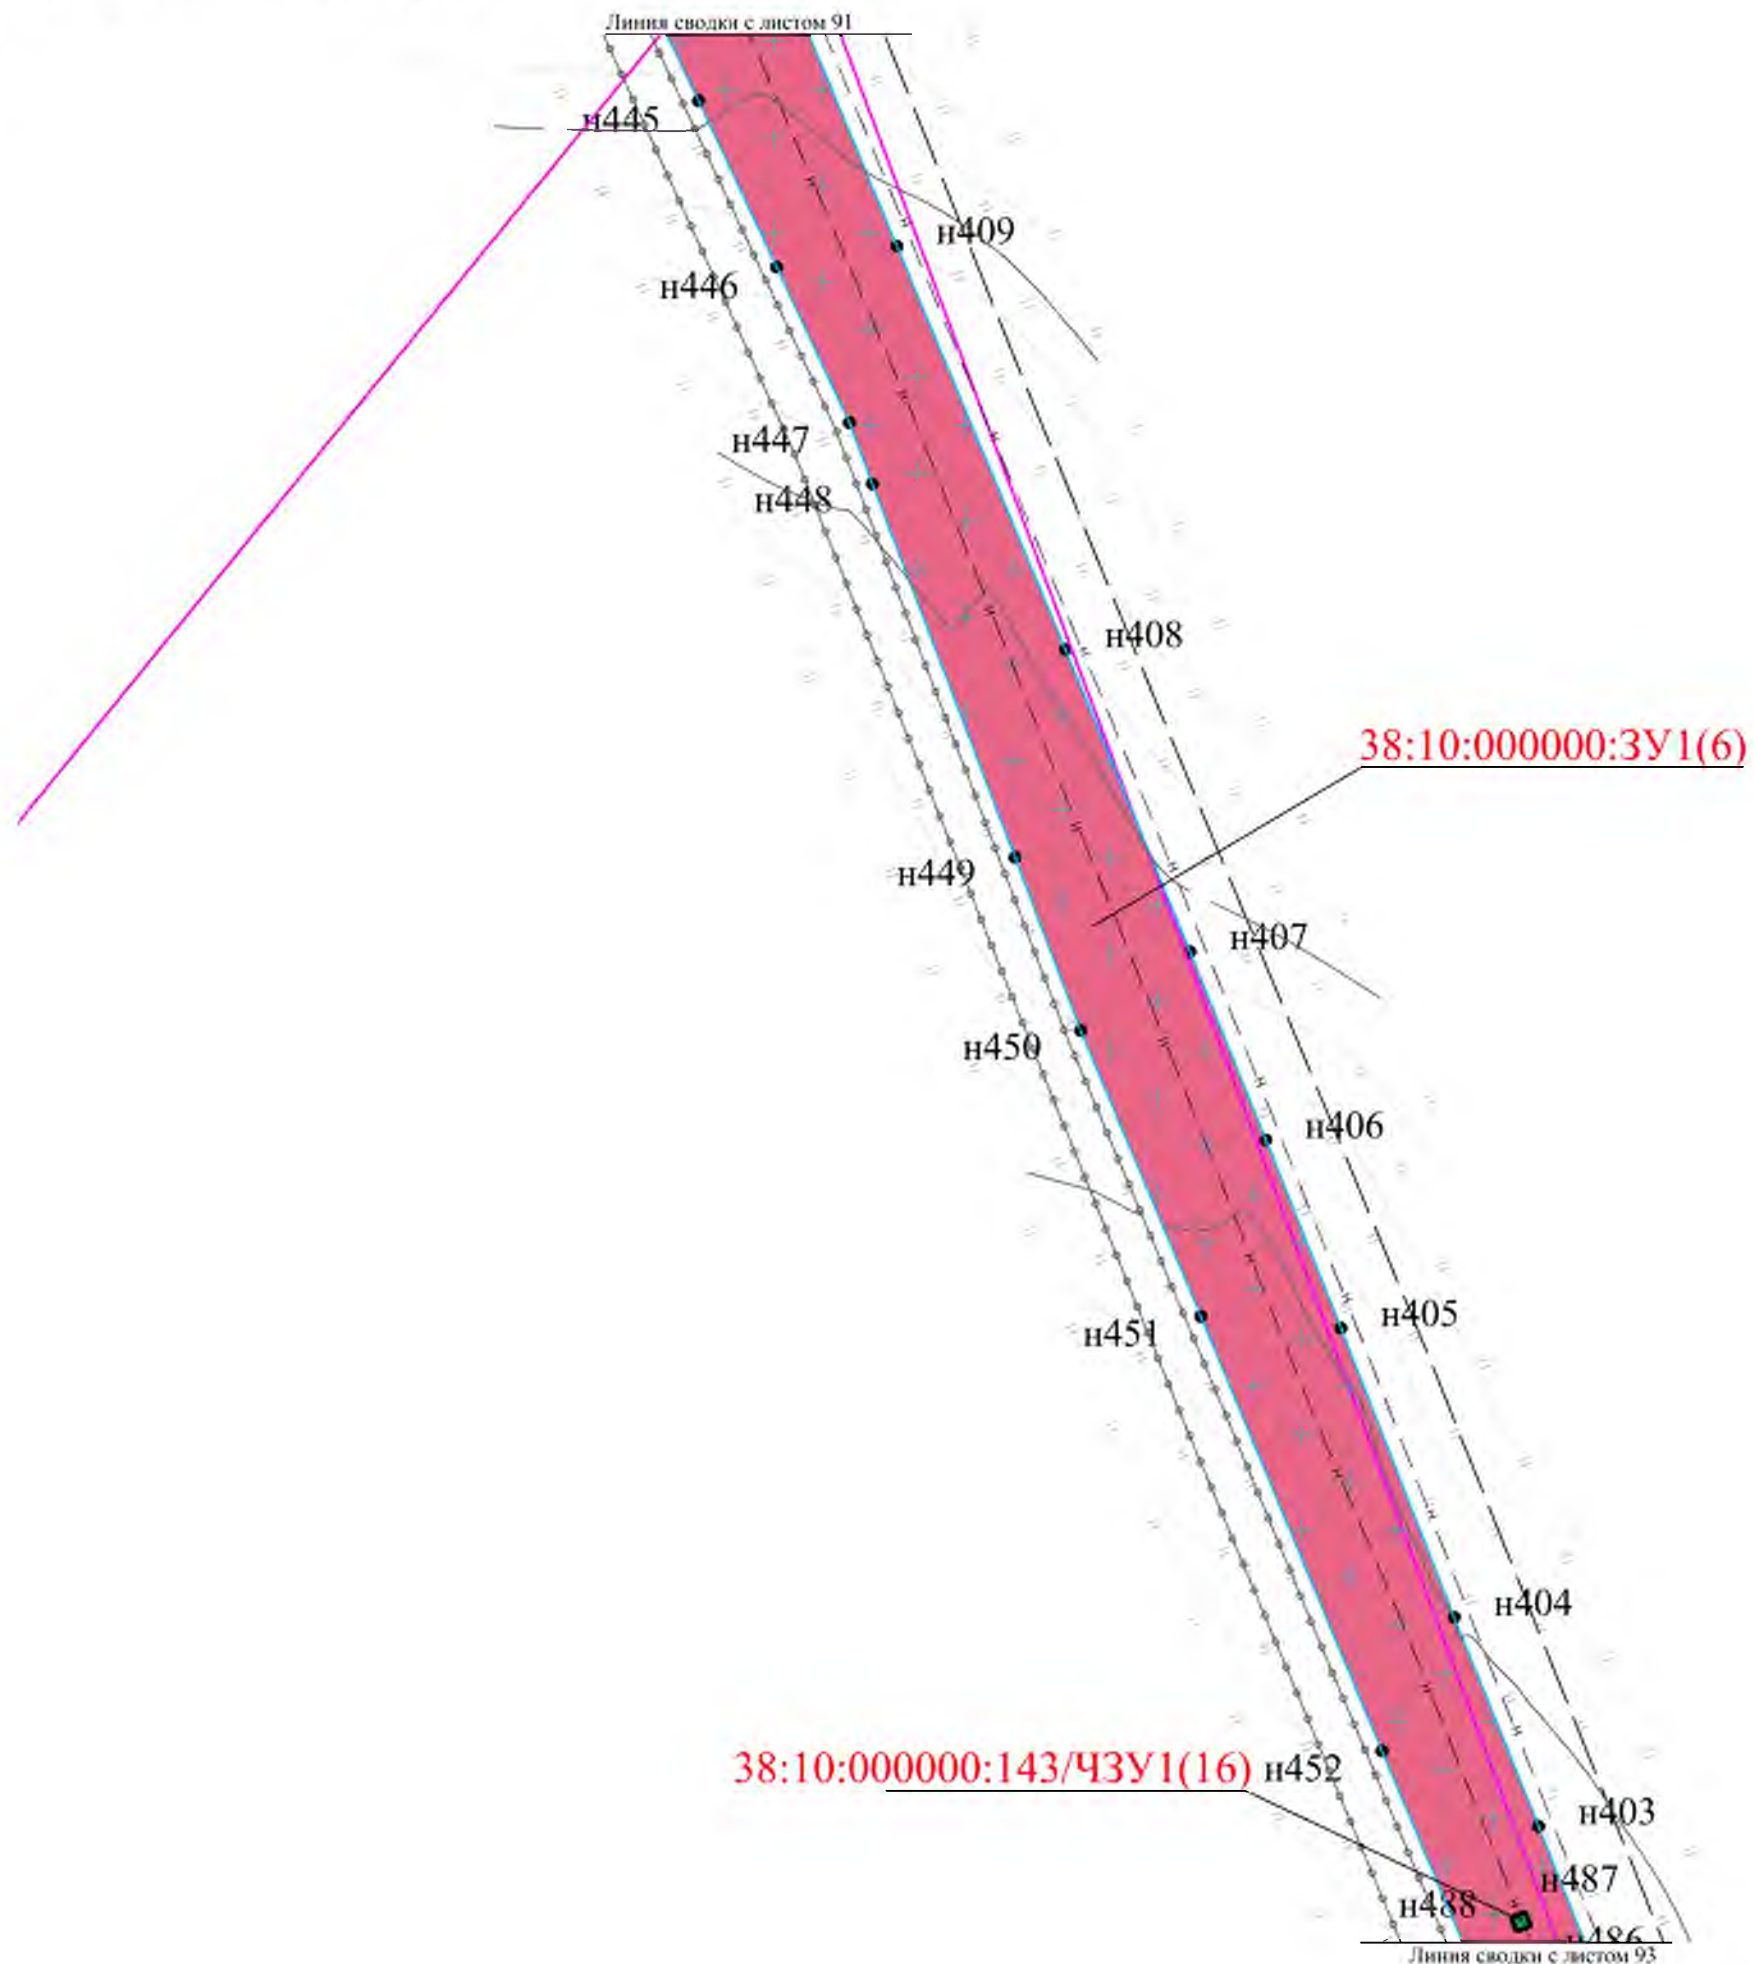 Линия сводки с листом 91
н445
н409
н446
н447
н448
н408
38:10:000000:ЗУ1(6)
н449
н407
н450
н406
н405
н451
н404
38:10:000000:143/ЧЗУ1(16)
н452
н403
н487
н488
н486
Линия сводки с листом 93